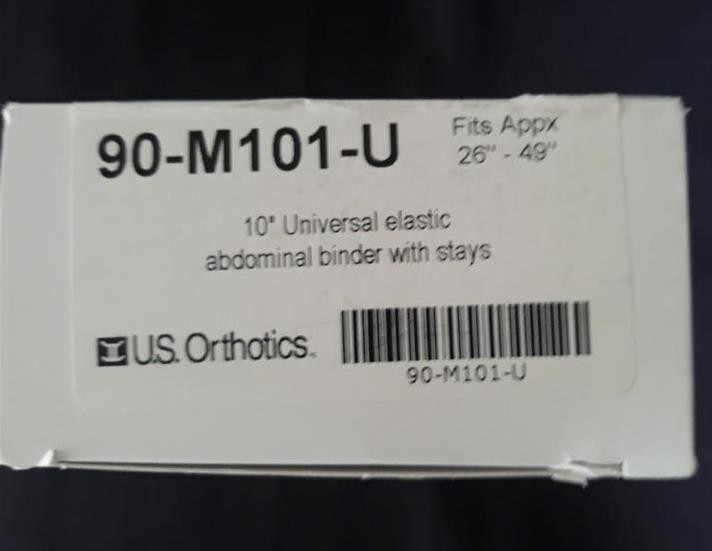 90-M101-U
Fits Appx
26" - 49"
10" Universal elastic
abdominal binder with stays
U.S. Orthotics
90-M101-U